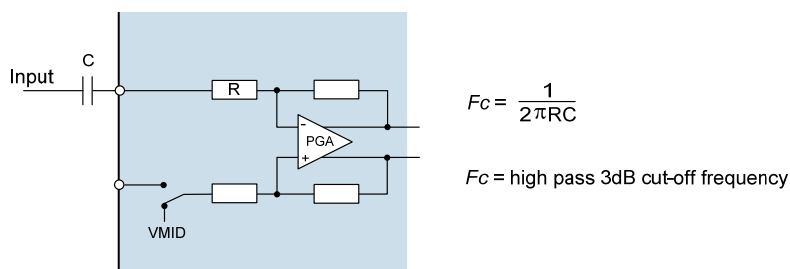 C
Input
R
-
PGA
+
VMID
Fc = 1 / 2πRC
Fc = high pass 3dB cut-off frequency